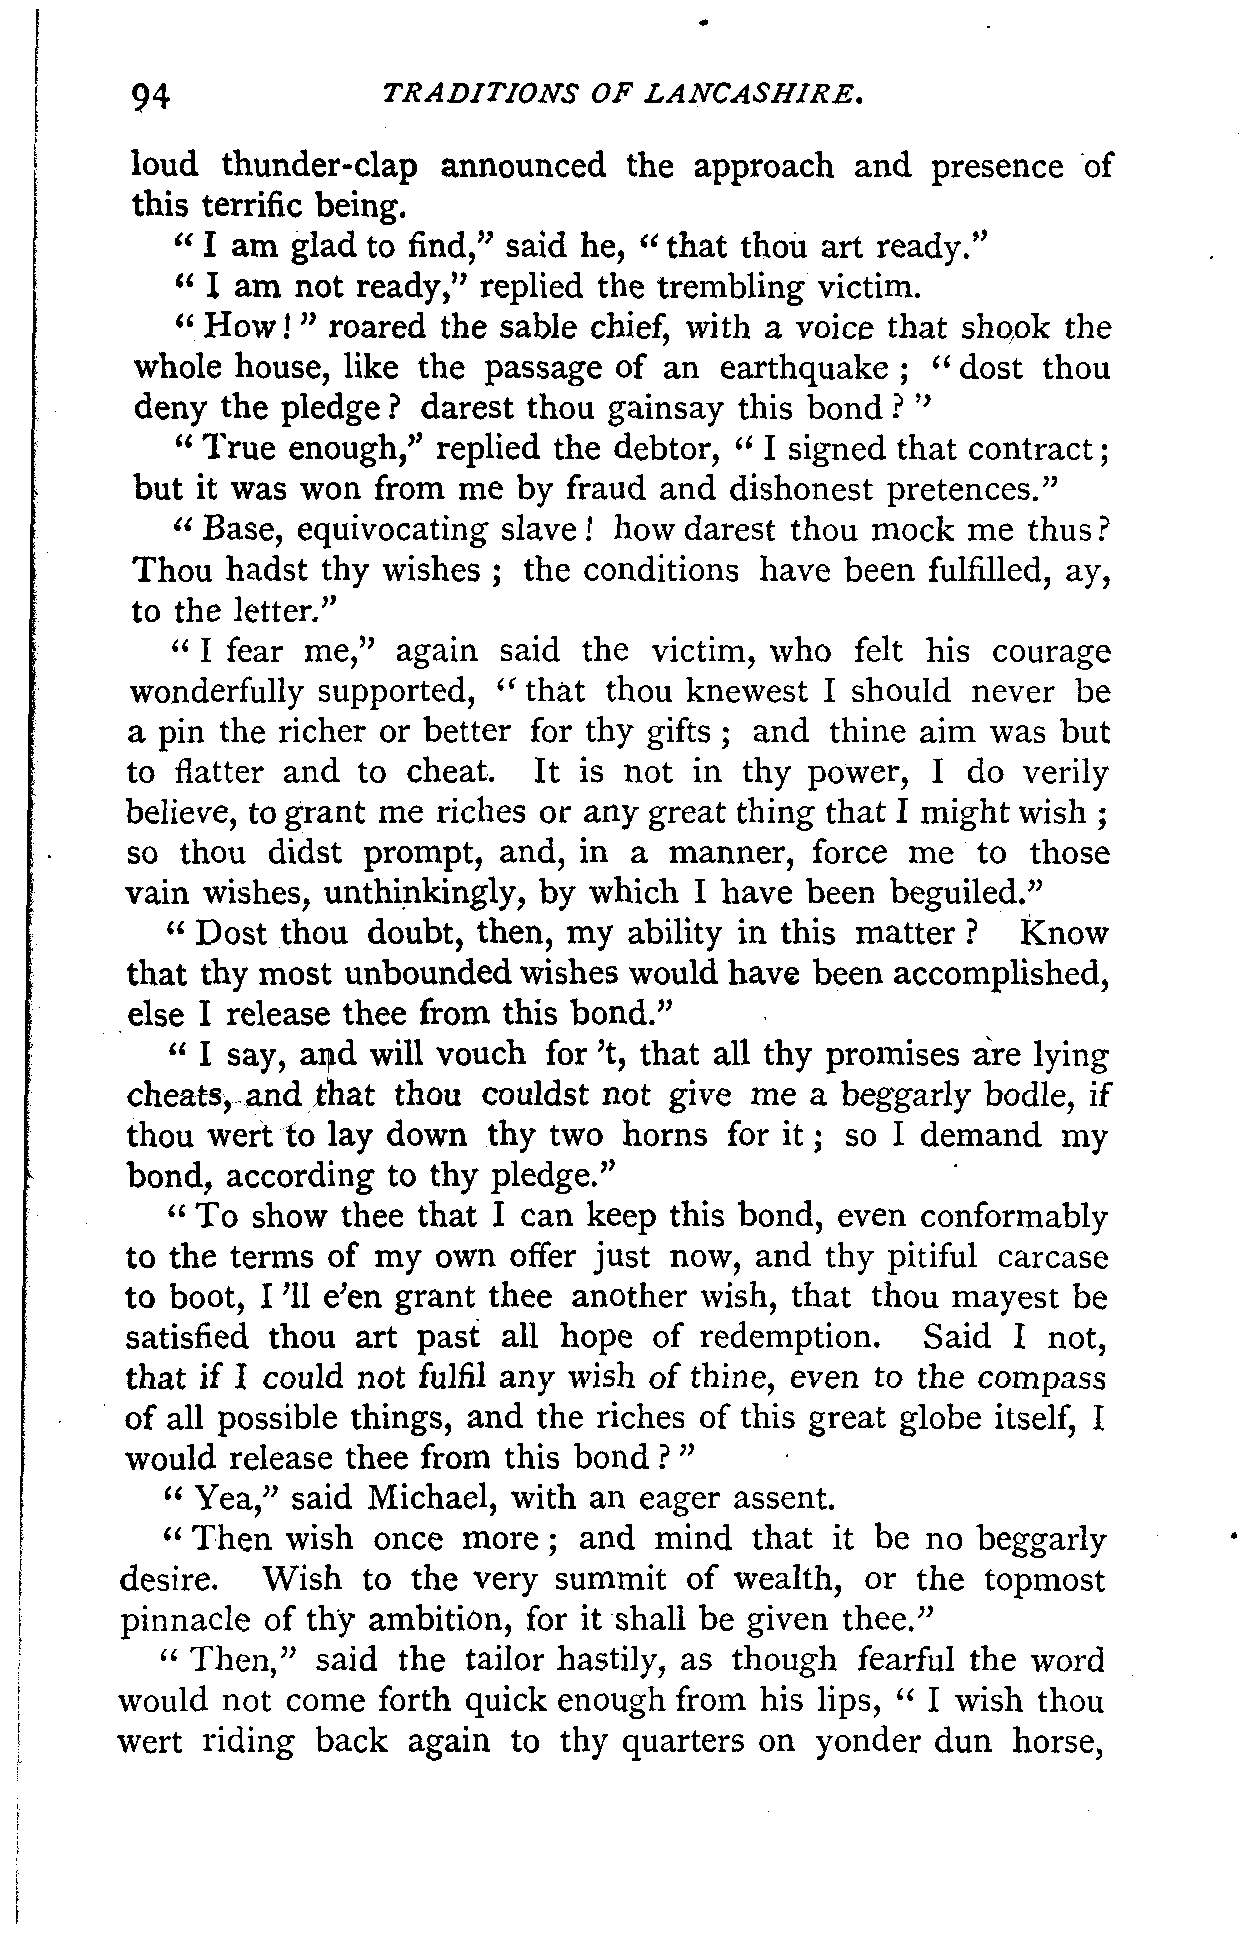 94 TRADITIONS OF LANCASHIRE.
loud thunder-clap announced the approach and presence of
this terrific being.
“ I am glad to find,” said he, “ that thou art ready.”
“ I am not ready,” replied the trembling victim.
“ How! ” roared the sable chief, with a voice that shook the
whole house, like the passage of an earthquake ; “ dost thou
deny the pledge ? darest thou gainsay this bond ? ”
“ True enough,” replied the debtor, “ I signed that contract ;
but it was won from me by fraud and dishonest pretences.”
“ Base, equivocating slave ! how darest thou mock me thus ?
Thou hadst thy wishes ; the conditions have been fulfilled, ay,
to the letter.”
“ I fear me,” again said the victim, who felt his courage
wonderfully supported, “ that thou knewest I should never be
a pin the richer or better for thy gifts ; and thine aim was but
to flatter and to cheat. It is not in thy power, I do verily
believe, to grant me riches or any great thing that I might wish ;
so thou didst prompt, and, in a manner, force me to those
vain wishes, unthinkingly, by which I have been beguiled.”
“ Dost thou doubt, then, my ability in this matter ? Know
that thy most unbounded wishes would have been accomplished,
else I release thee from this bond.”
“ I say, and will vouch for 't, that all thy promises are lying
cheats, and that thou couldst not give me a beggarly bodle, if
thou wert to lay down thy two horns for it ; so I demand my
bond, according to thy pledge.”
“ To show thee that I can keep this bond, even conformably
to the terms of my own offer just now, and thy pitiful carcase
to boot, I 'll e'en grant thee another wish, that thou mayest be
satisfied thou art past all hope of redemption. Said I not,
that if I could not fulfil any wish of thine, even to the compass
of all possible things, and the riches of this great globe itself, I
would release thee from this bond ? ”
“ Yea,” said Michael, with an eager assent.
“ Then wish once more ; and mind that it be no beggarly
desire. Wish to the very summit of wealth, or the topmost
pinnacle of thy ambition, for it shall be given thee.”
“ Then,” said the tailor hastily, as though fearful the word
would not come forth quick enough from his lips, “ I wish thou
wert riding back again to thy quarters on yonder dun horse,